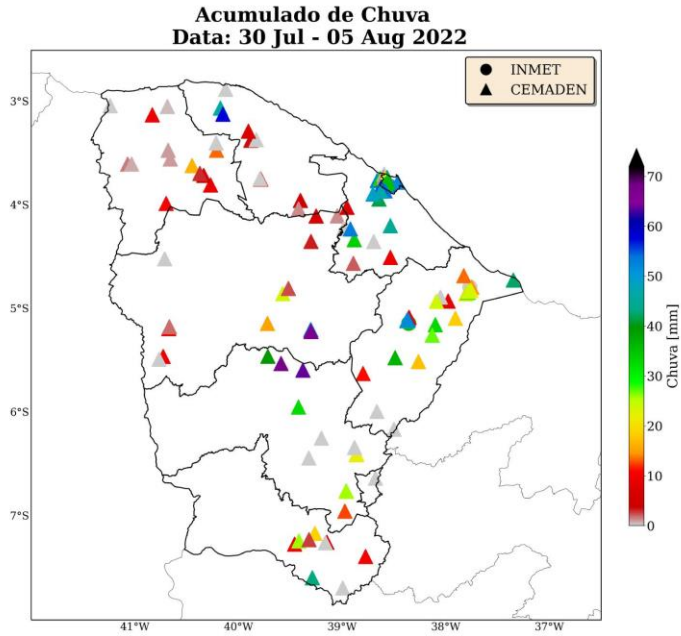 Acumulado de Chuva
Data: 30 Jul - 05 Aug 2022
INMET
CEMADEN
3°S
4°S
5°S
6°S
7°S
41°W
40°W
39°W
38°W
37°W
70
60
50
40
30
20
10
0
Chuva [mm]